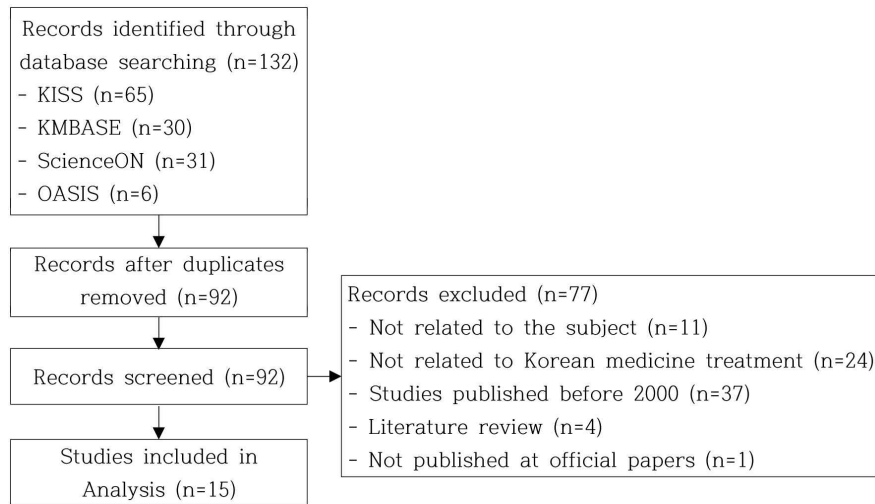 Records identified through
database searching (n=132)
- KISS (n=65)
- KMBASE (n=30)
- ScienceON (n=31)
- OASIS (n=6)
Records after duplicates
removed (n=92)
Records screened (n=92)
Records excluded (n=77)
- Not related to the subject (n=11)
- Not related to Korean medicine treatment (n=24)
- Studies published before 2000 (n=37)
- Literature review (n=4)
- Not published at official papers (n=1)
Studies included in
Analysis (n=15)